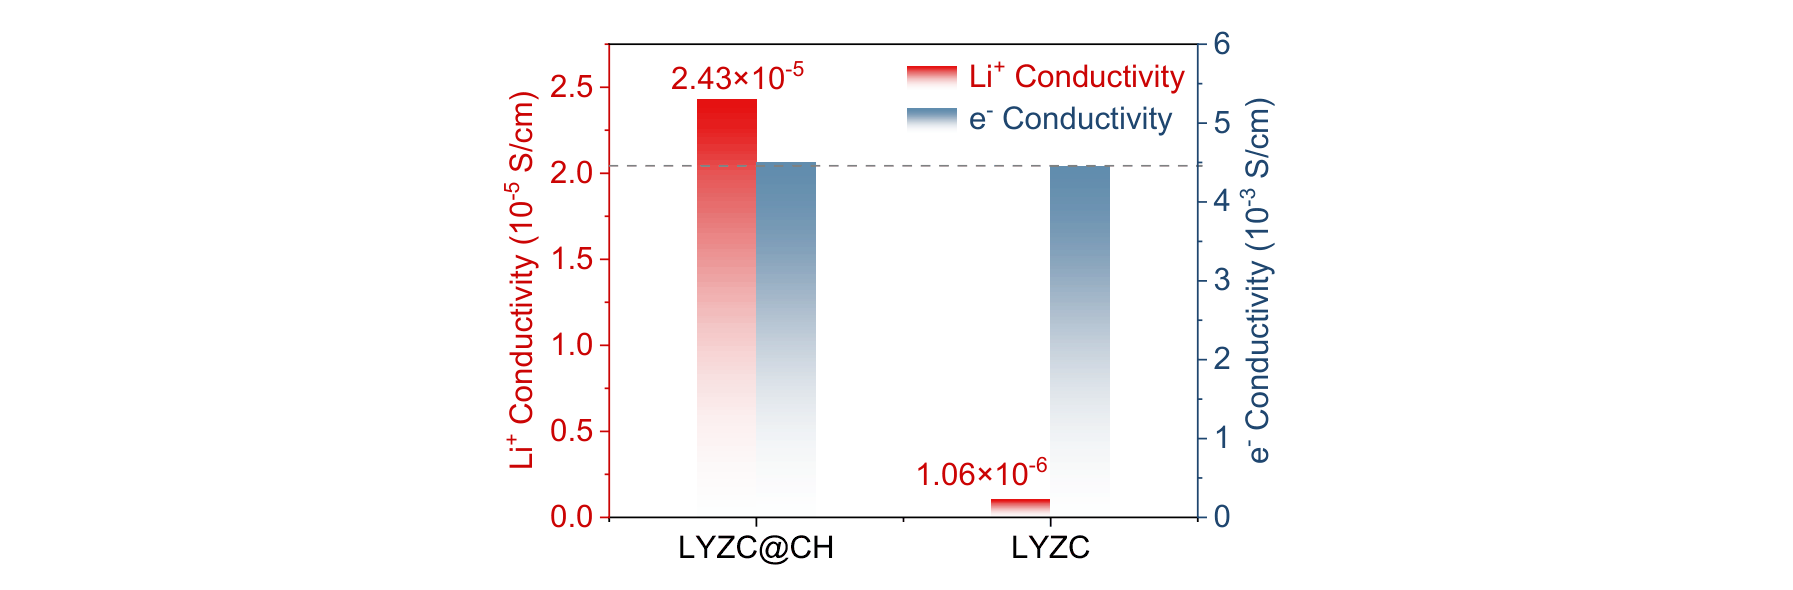 Li⁺ Conductivity (10⁻⁵ S/cm)
2.5
2.0
1.5
1.0
0.5
0.0
2.43×10⁻⁵
1.06×10⁻⁶
Li⁺ Conductivity
e⁻ Conductivity
6
5
4
3
2
1
0
e⁻ Conductivity (10⁻³ S/cm)
LYZC@CH
LYZC